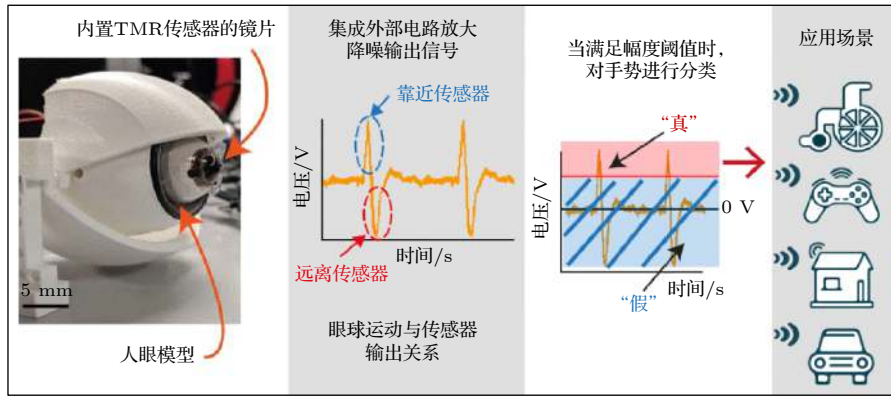 内置TMR传感器的镜片
5 mm
人眼模型
集成外部电路放大
降噪输出信号
靠近传感器
电压/V
时间/s
远离传感器
眼球运动与传感器
输出关系
当满足幅度阈值时，
对手势进行分类
“真”
电压/V
0 V
时间/s
“假”
应用场景